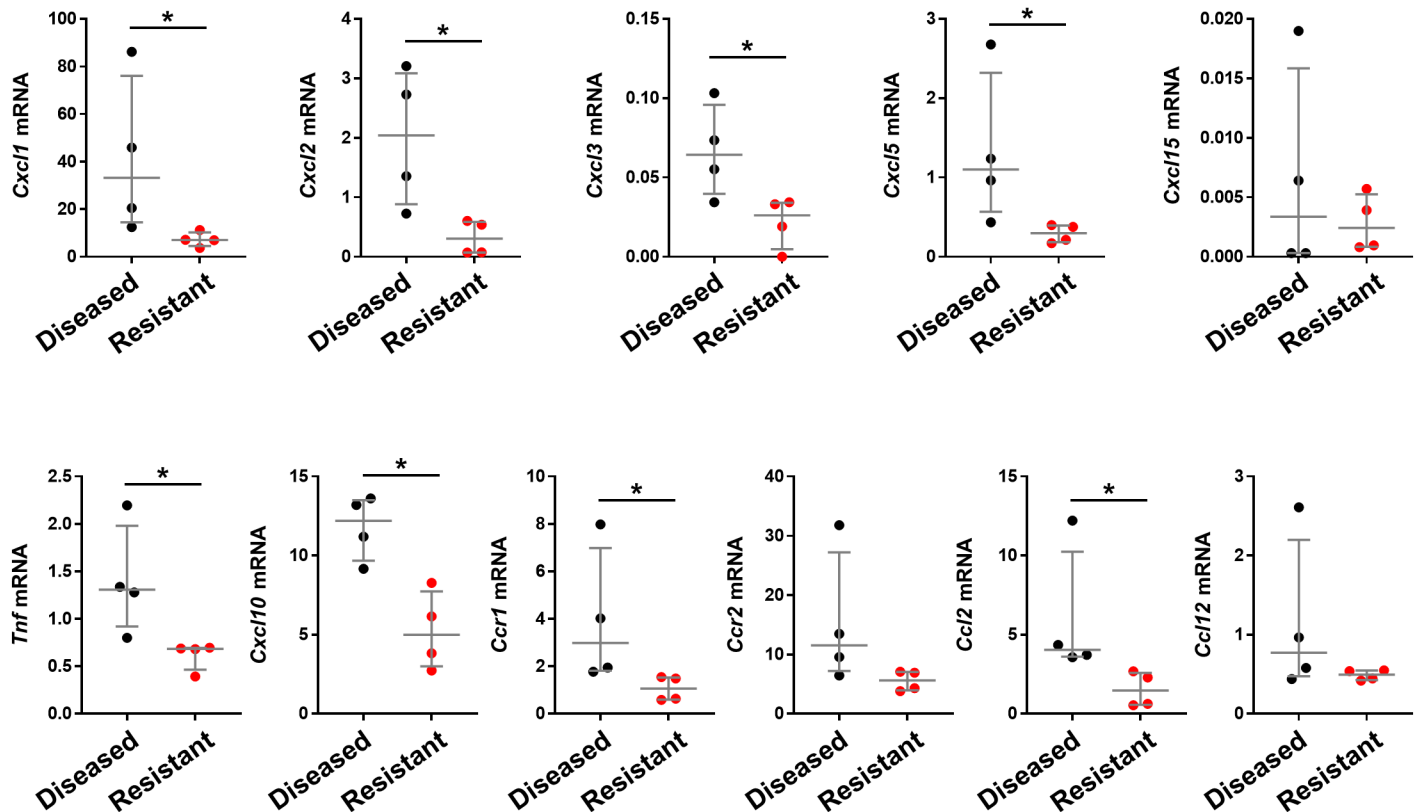 Cxcl1 mRNA
100
80
60
40
20
0
*
Diseased
Resistant
Cxcl2 mRNA
4
3
2
1
0
*
Diseased
Resistant
Cxcl3 mRNA
0.15
0.10
0.05
0.00
*
Diseased
Resistant
Cxcl5 mRNA
3
2
1
0
*
Diseased
Resistant
Cxcl15 mRNA
0.020
0.015
0.010
0.005
0.000
Diseased
Resistant
Tnf mRNA
2.5
2.0
1.5
1.0
0.5
0.0
*
Diseased
Resistant
Cxcl10 mRNA
15
10
5
0
*
Diseased
Resistant
Ccr1 mRNA
10
8
6
4
2
0
*
Diseased
Resistant
Ccr2 mRNA
40
30
20
10
0
Diseased
Resistant
Ccl2 mRNA
15
10
5
0
*
Diseased
Resistant
Ccl12 mRNA
3
2
1
0
Diseased
Resistant